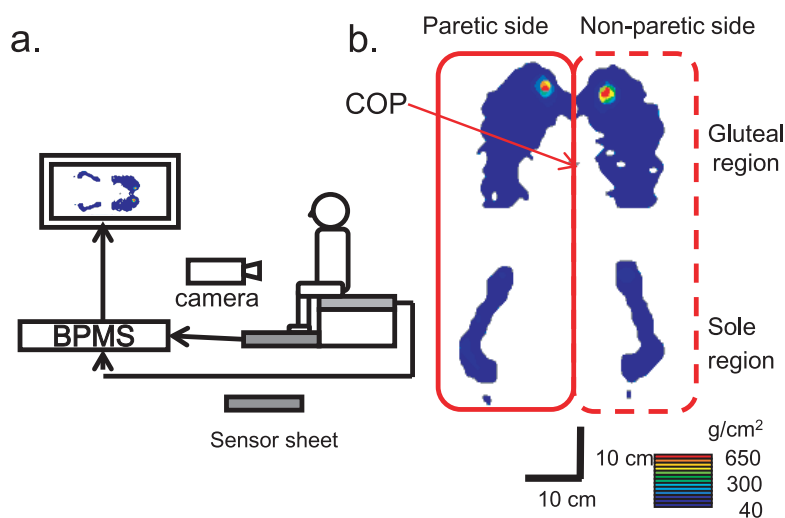 a.
BPMS
camera
Sensor sheet
b.
Paretic side
Non-paretic side
COP
Gluteal
region
Sole
region
10 cm
10 cm
g/cm²
650
300
40